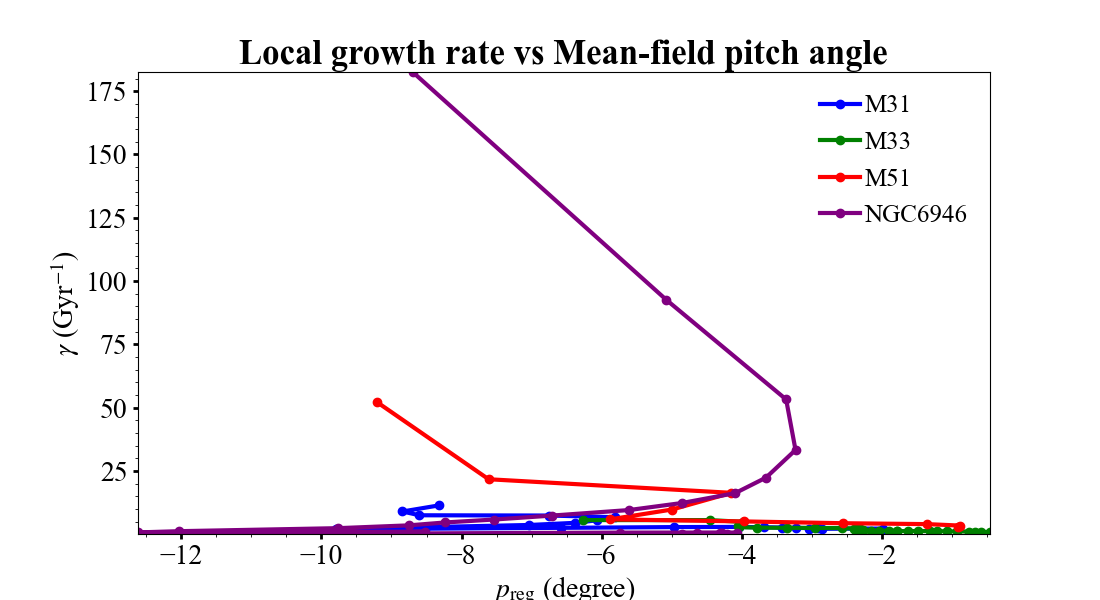 Local growth rate vs Mean-field pitch angle
175
150
125
100
75
50
25
γ (Gyr⁻¹)
M31
M33
M51
NGC6946
−12
−10
−8
−6
−4
−2
p_reg (degree)